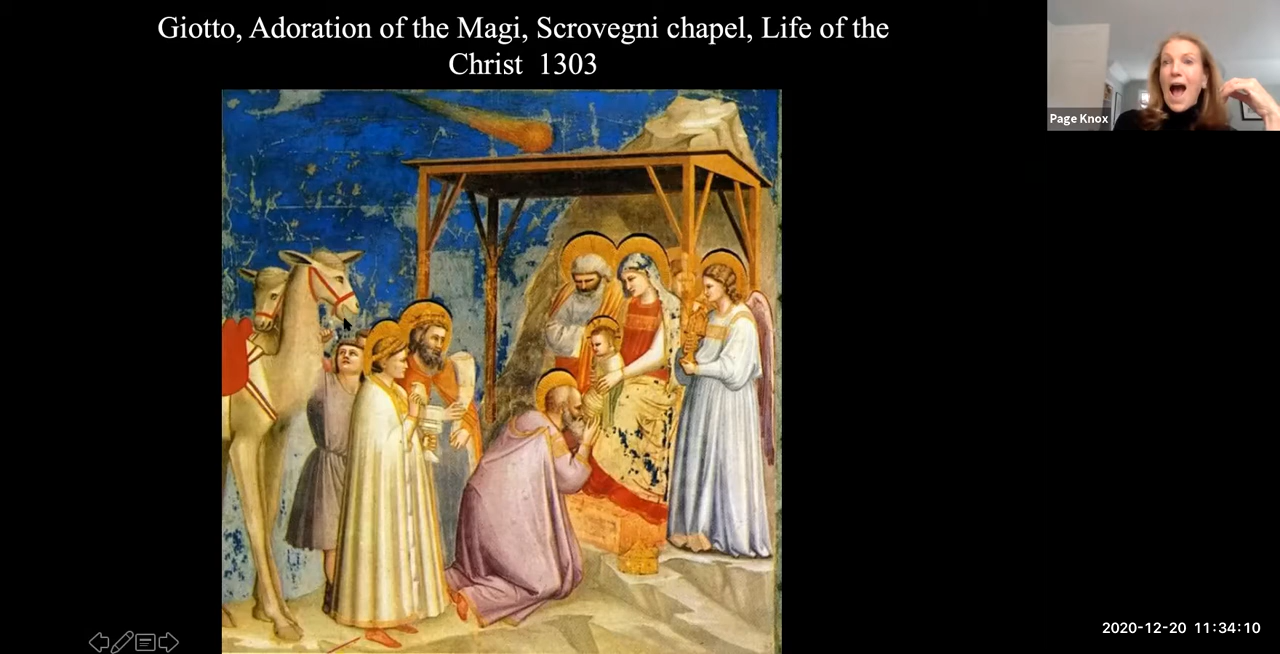 Giotto, Adoration of the Magi, Scrovegni chapel, Life of the
Christ 1303
Page Knox
2020-12-20 11:34:10